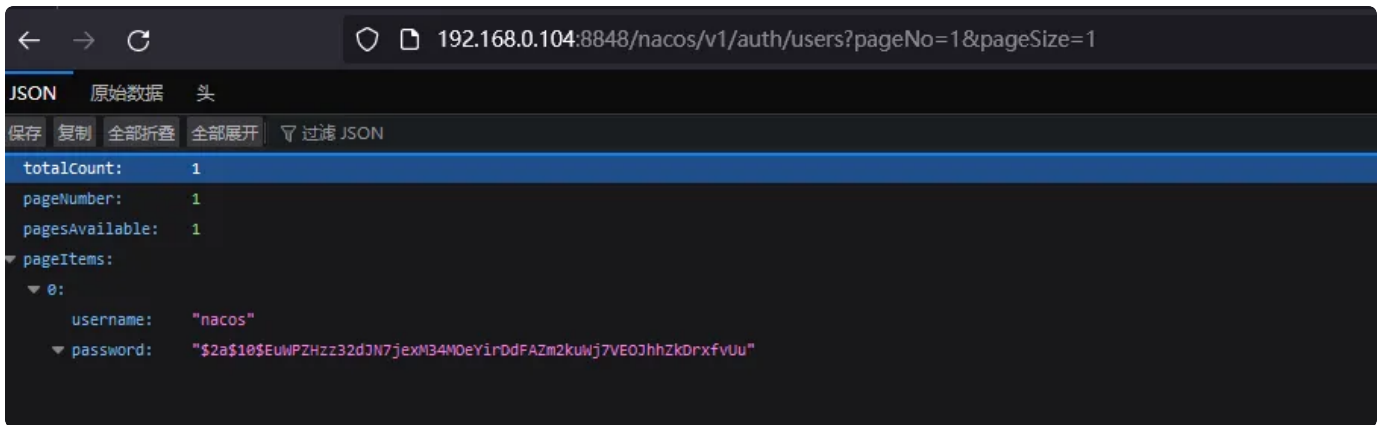 192.168.0.104:8848/nacos/v1/auth/users?pageNo=1&pageSize=1
JSON 原始数据 头
保存 复制 全部折叠 全部展开 过滤 JSON
totalCount: 1
pageNumber: 1
pagesAvailable: 1
pageItems:
0:
username: "nacos"
password: "$2a$10$EuWPZHzz32dJN7jexM34MOeYirDdFAZm2kuWj7VEOJhhZkDrxfvUu"